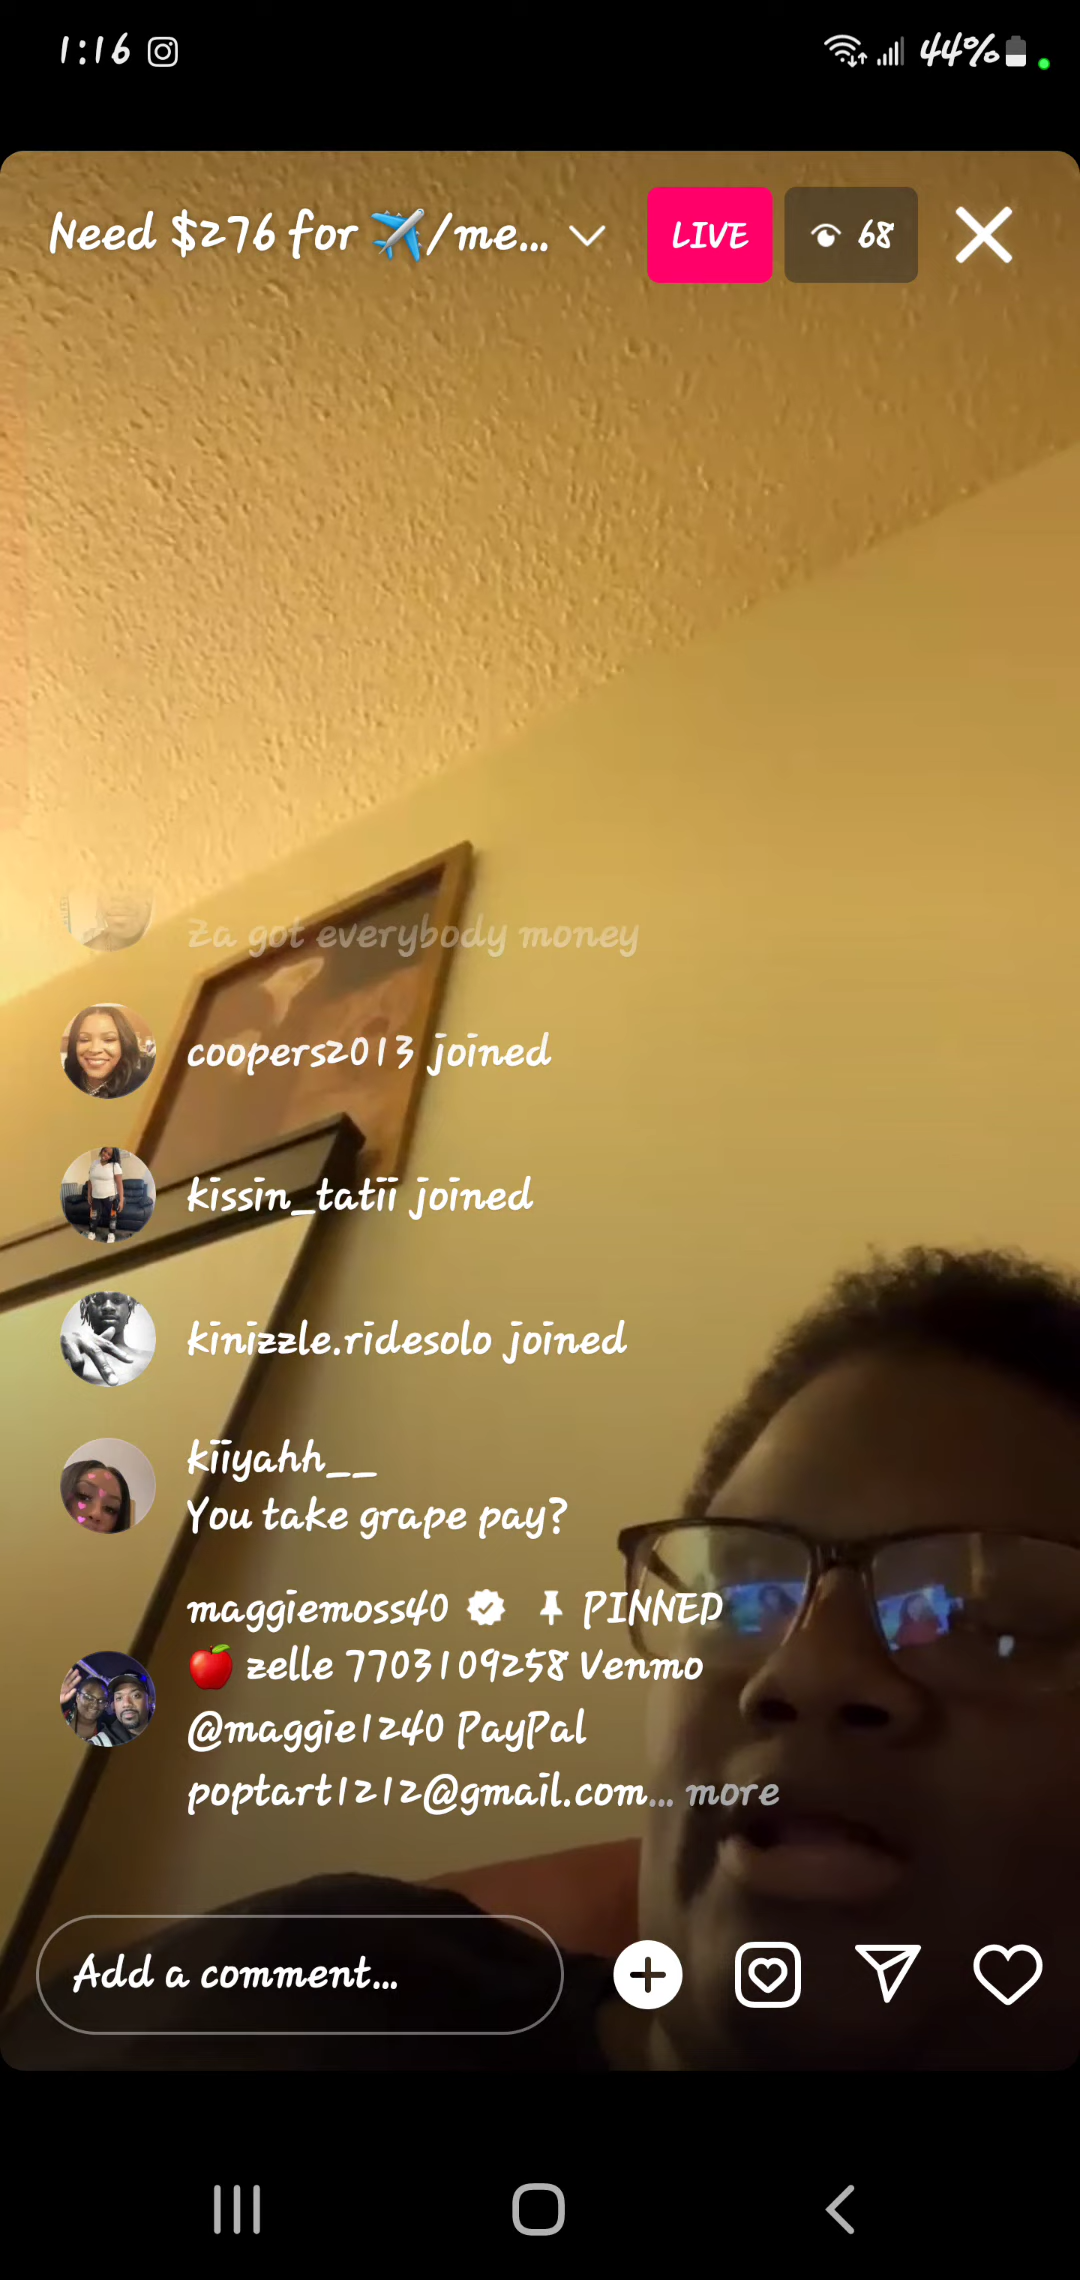 1:16 44%
Need $276 for ✈️/me...
LIVE 68
Za got everybody money
coopers2013 joined
kissin_tatii joined
kinizzle.ridesolo joined
kiiyahh__
You take grape pay?
maggiemoss40 PINNED
🍎 zelle 7703109258 Venmo
@maggie1240 PayPal
poptart1212@gmail.com... more
Add a comment...